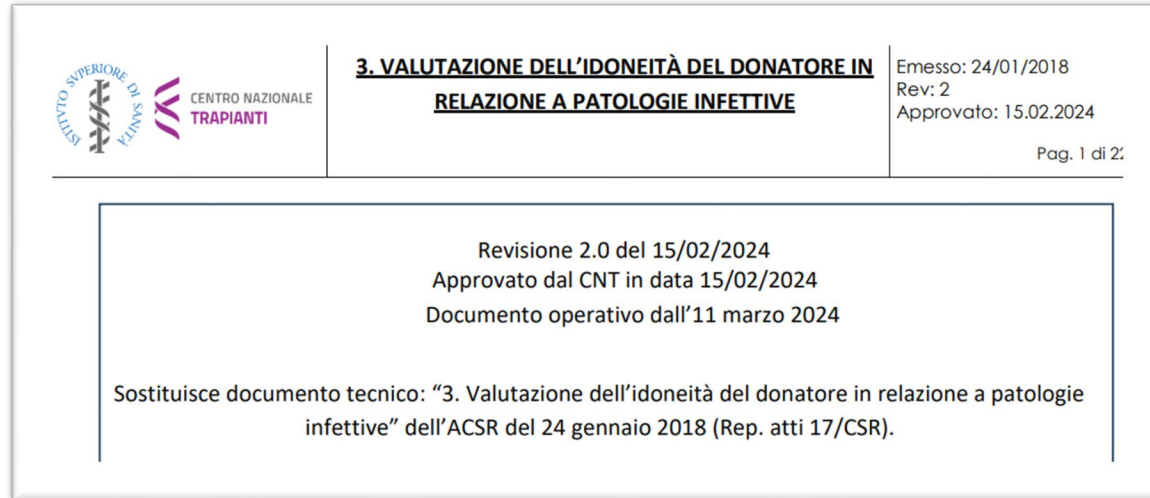 ISTITUTO SUPERIORE DI SANITÀ
CENTRO NAZIONALE
TRAPIANTI
3. VALUTAZIONE DELL'IDONEITÀ DEL DONATORE IN
RELAZIONE A PATOLOGIE INFETTIVE
Emesso: 24/01/2018
Rev: 2
Approvato: 15.02.2024
Pag. 1 di 22
Revisione 2.0 del 15/02/2024
Approvato dal CNT in data 15/02/2024
Documento operativo dall'11 marzo 2024
Sostituisce documento tecnico: “3. Valutazione dell'idoneità del donatore in relazione a patologie
infettive” dell'ACSR del 24 gennaio 2018 (Rep. atti 17/CSR).